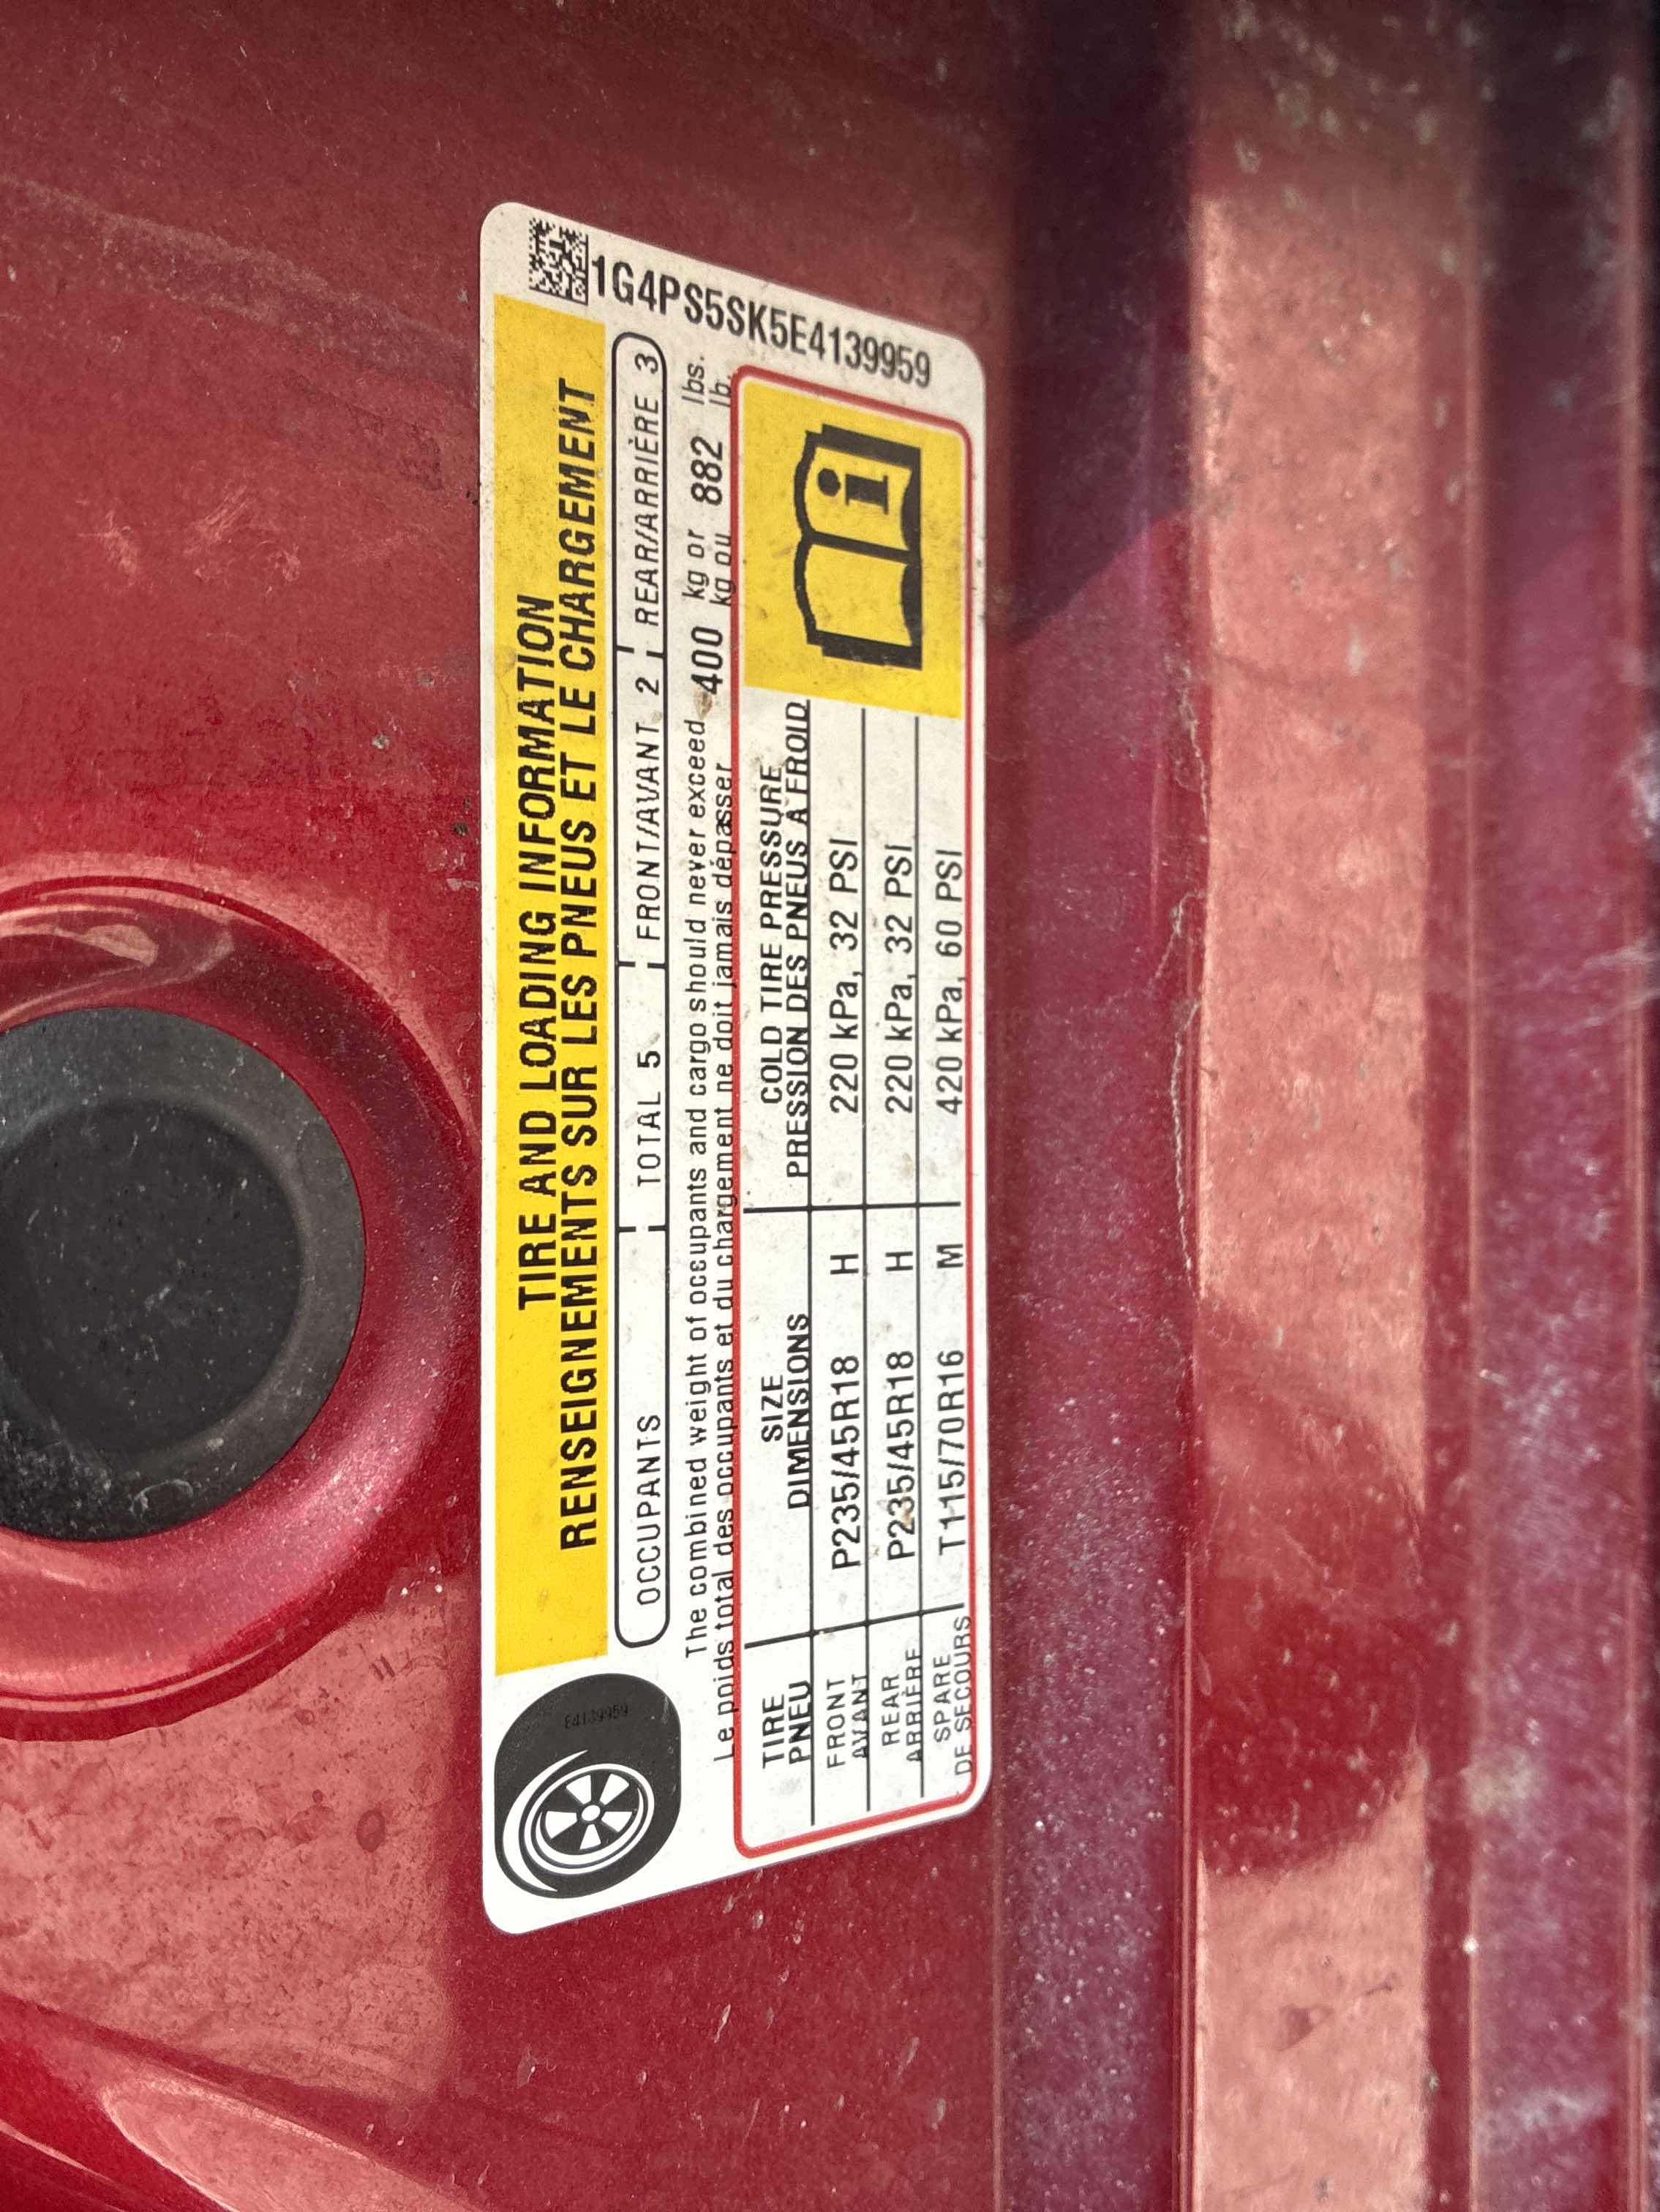 TIRE AND LOADING INFORMATION
RENSEIGNEMENTS SUR LES PNEUS ET LE CHARGEMENT
E4139959
1G4PS5SK5E4139959
OCCUPANTS TOTAL 5 FRONT/AVANT 2 REAR/ARRIÈRE 3
The combined weight of occupants and cargo should never exceed 400 kg or 882 lbs.
Le poids total des occupants et du chargement ne doit jamais dépasser kg ou lb.
TIRE SIZE COLD TIRE PRESSURE
PNEU DIMENSIONS PRESSION DES PNEUS À FROID
FRONT
AVANT P235/45R18 H 220 kPa, 32 PSI
REAR
ARRIÈRE P235/45R18 H 220 kPa, 32 PSI
SPARE
DE SECOURS T115/70R16 M 420 kPa, 60 PSI
i